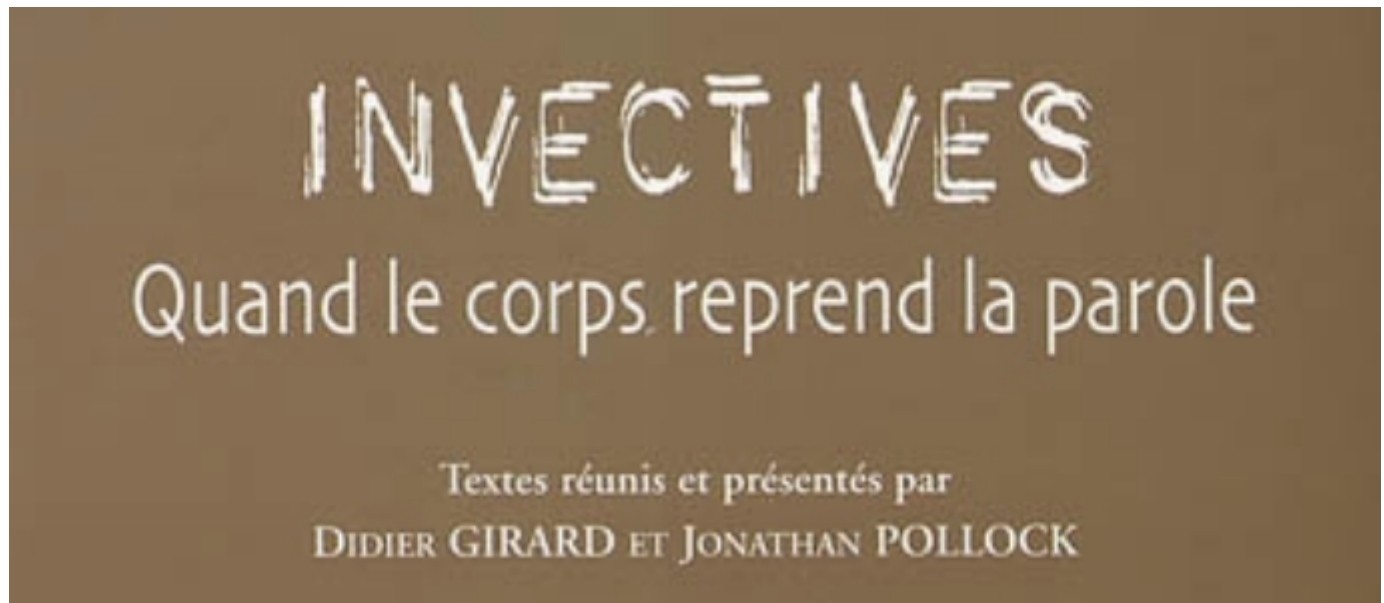 INVECTIVES
Quand le corps reprend la parole
Textes réunis et présentés par
DIDIER GIRARD ET JONATHAN POLLOCK